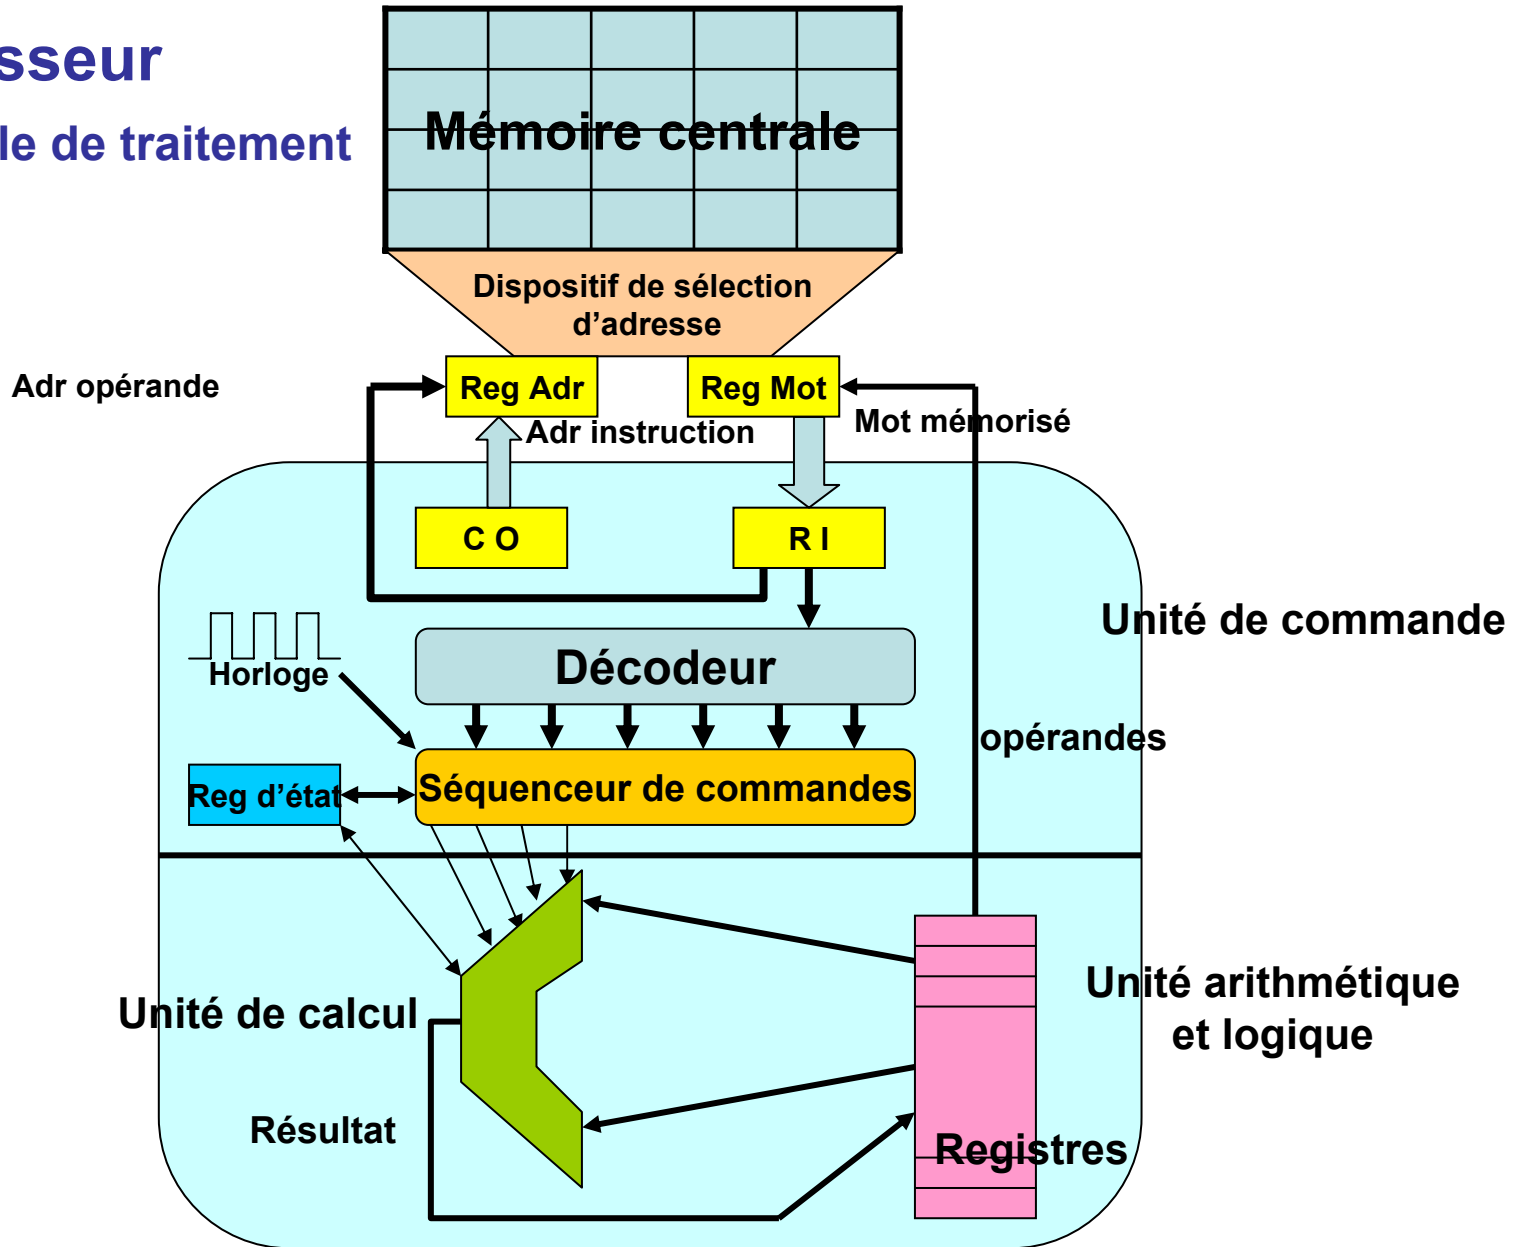 sseur
le de traitement
Mémoire centrale
Dispositif de sélection
d'adresse
Adr opérande
Reg Adr
Reg Mot
Adr instruction
Mot mémorisé
C O
R I
Unité de commande
Horloge
Décodeur
opérandes
Reg d'état
Séquenceur de commandes
Unité de calcul
Unité arithmétique
et logique
Résultat
Registres